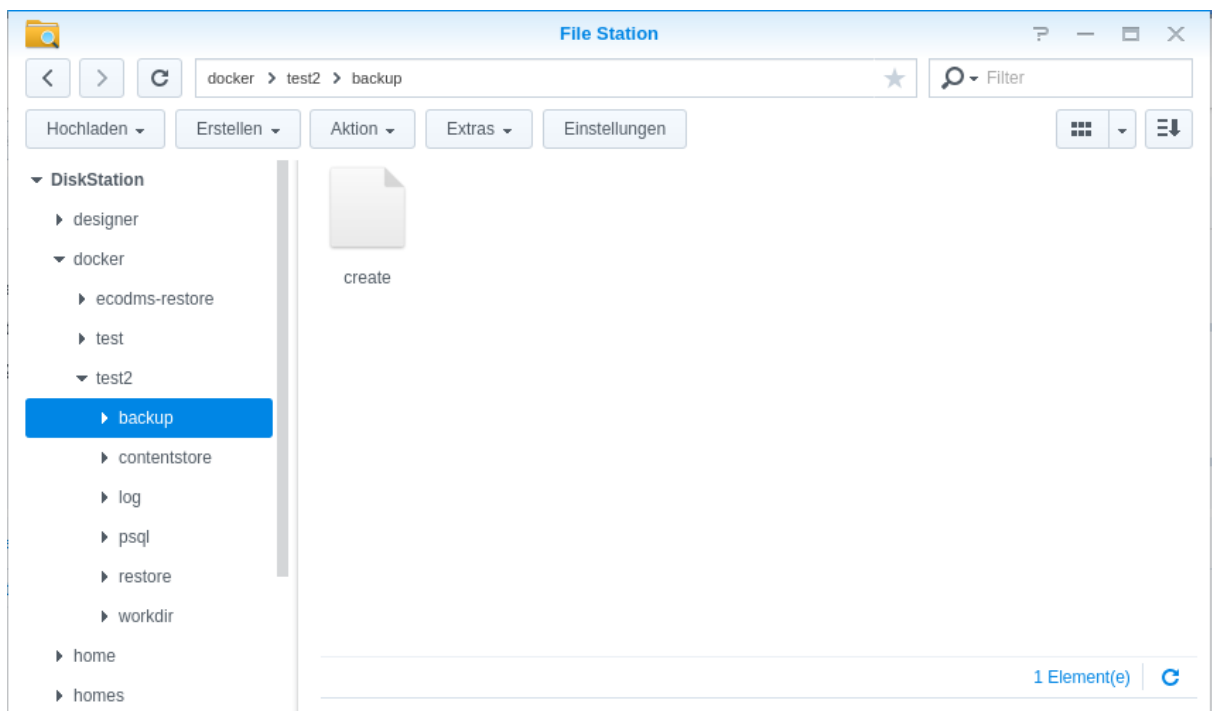 File Station
docker > test2 > backup
Filter
Hochladen Erstellen Aktion Extras Einstellungen
DiskStation
designer
docker
ecodms-restore
test
test2
backup
contentstore
log
psql
restore
workdir
home
homes
create
1 Element(e)